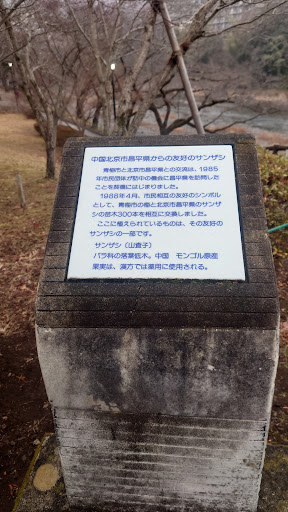 中国北京市昌平県からの友好のサンザシ
青梅市と北京市昌平県との交流は、1985
年市民団体が訪中の機会に昌平県を訪問した
ことを契機にはじまりました。
1988年4月、市民相互の友好のシンボル
として、青梅市の梅と北京市昌平県のサンザ
シの苗木300本を相互に交換しました。
ここに植えられているものは、その友好の
サンザシの一部です。
サンザシ（山査子）
バラ科の落葉低木。中国 モンゴル原産
果実は、漢方では薬用に使用される。